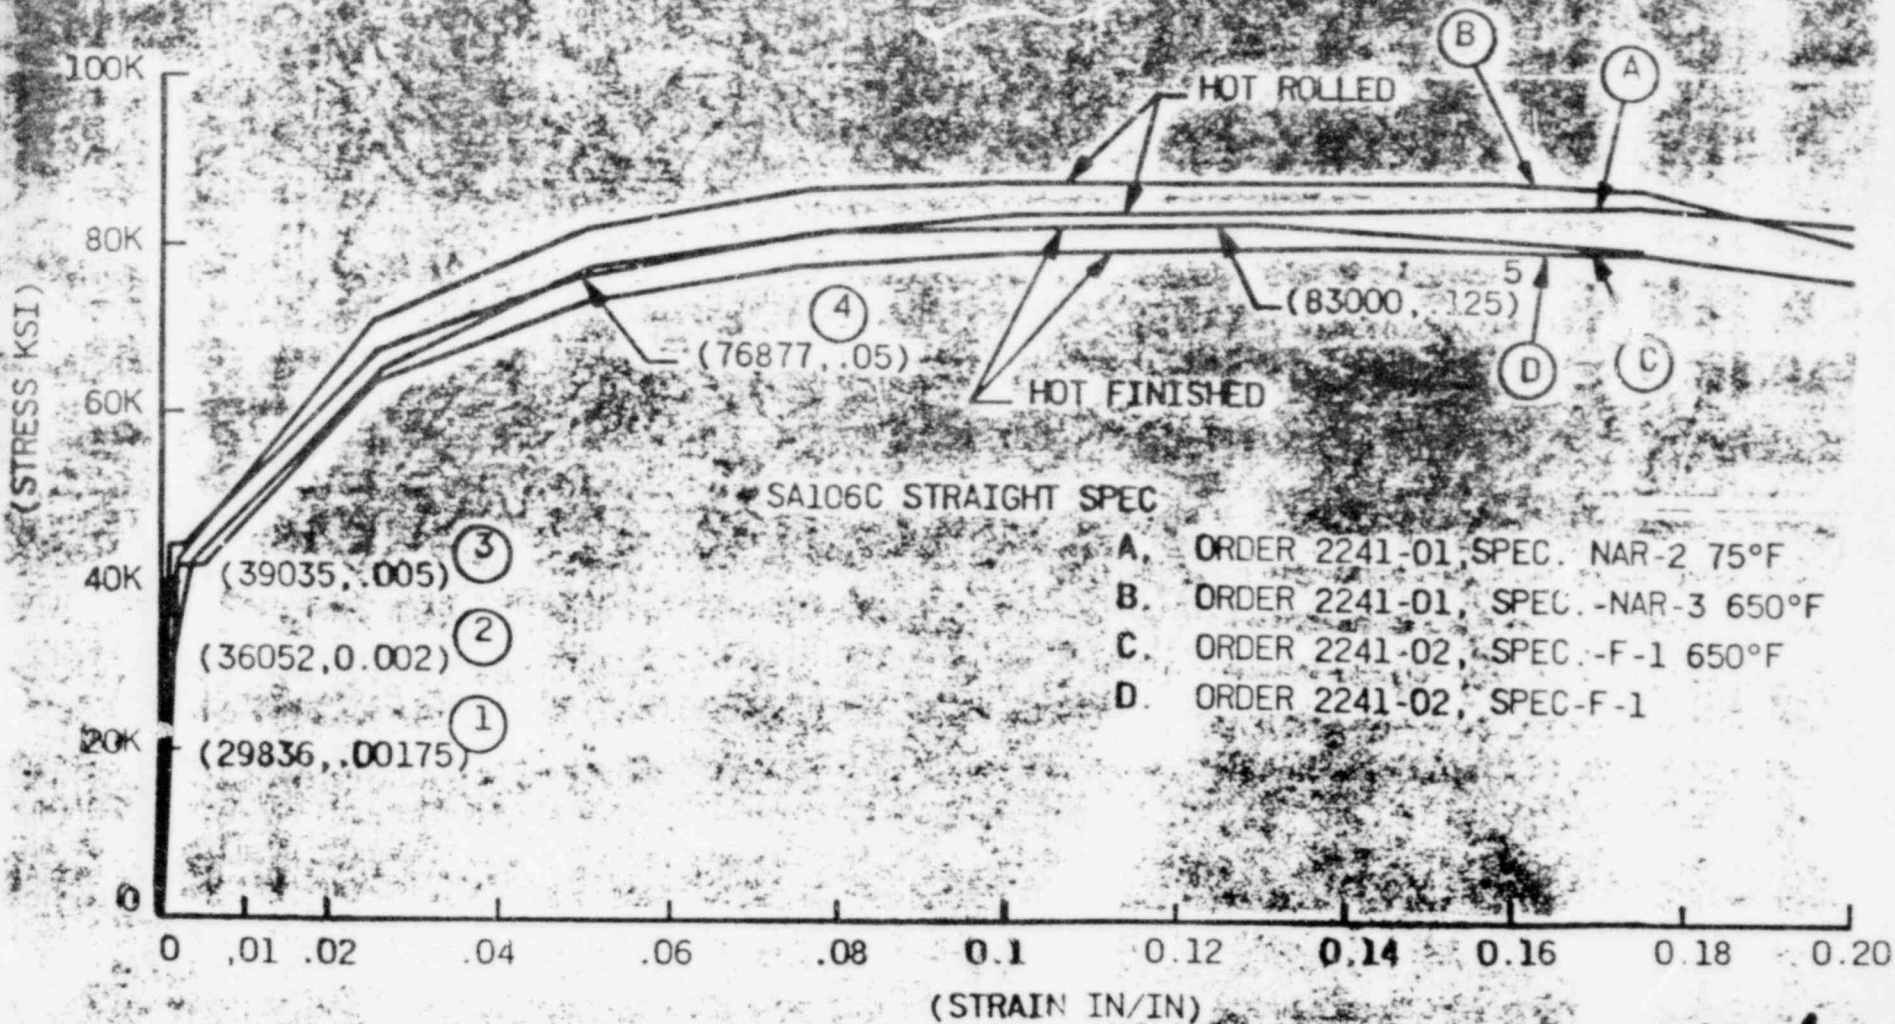 100K
80K
60K
40K
20K
0
(STRESS KSI)
B
A
HOT ROLLED
5
(83000,.125)
4
(76877,.05)
D
C
HOT FINISHED
3
(39035,.005)
2
(36052,0.002)
1
(29836,.00175)
SA106C STRAIGHT SPEC
A. ORDER 2241-01,SPEC. NAR-2 75°F
B. ORDER 2241-01, SPEC.-NAR-3 650°F
C. ORDER 2241-02, SPEC.-F-1 650°F
D. ORDER 2241-02, SPEC-F-1
0 .01 .02 .04 .06 .08 0.1 0.12 0.14 0.16 0.18 0.20
(STRAIN IN/IN)